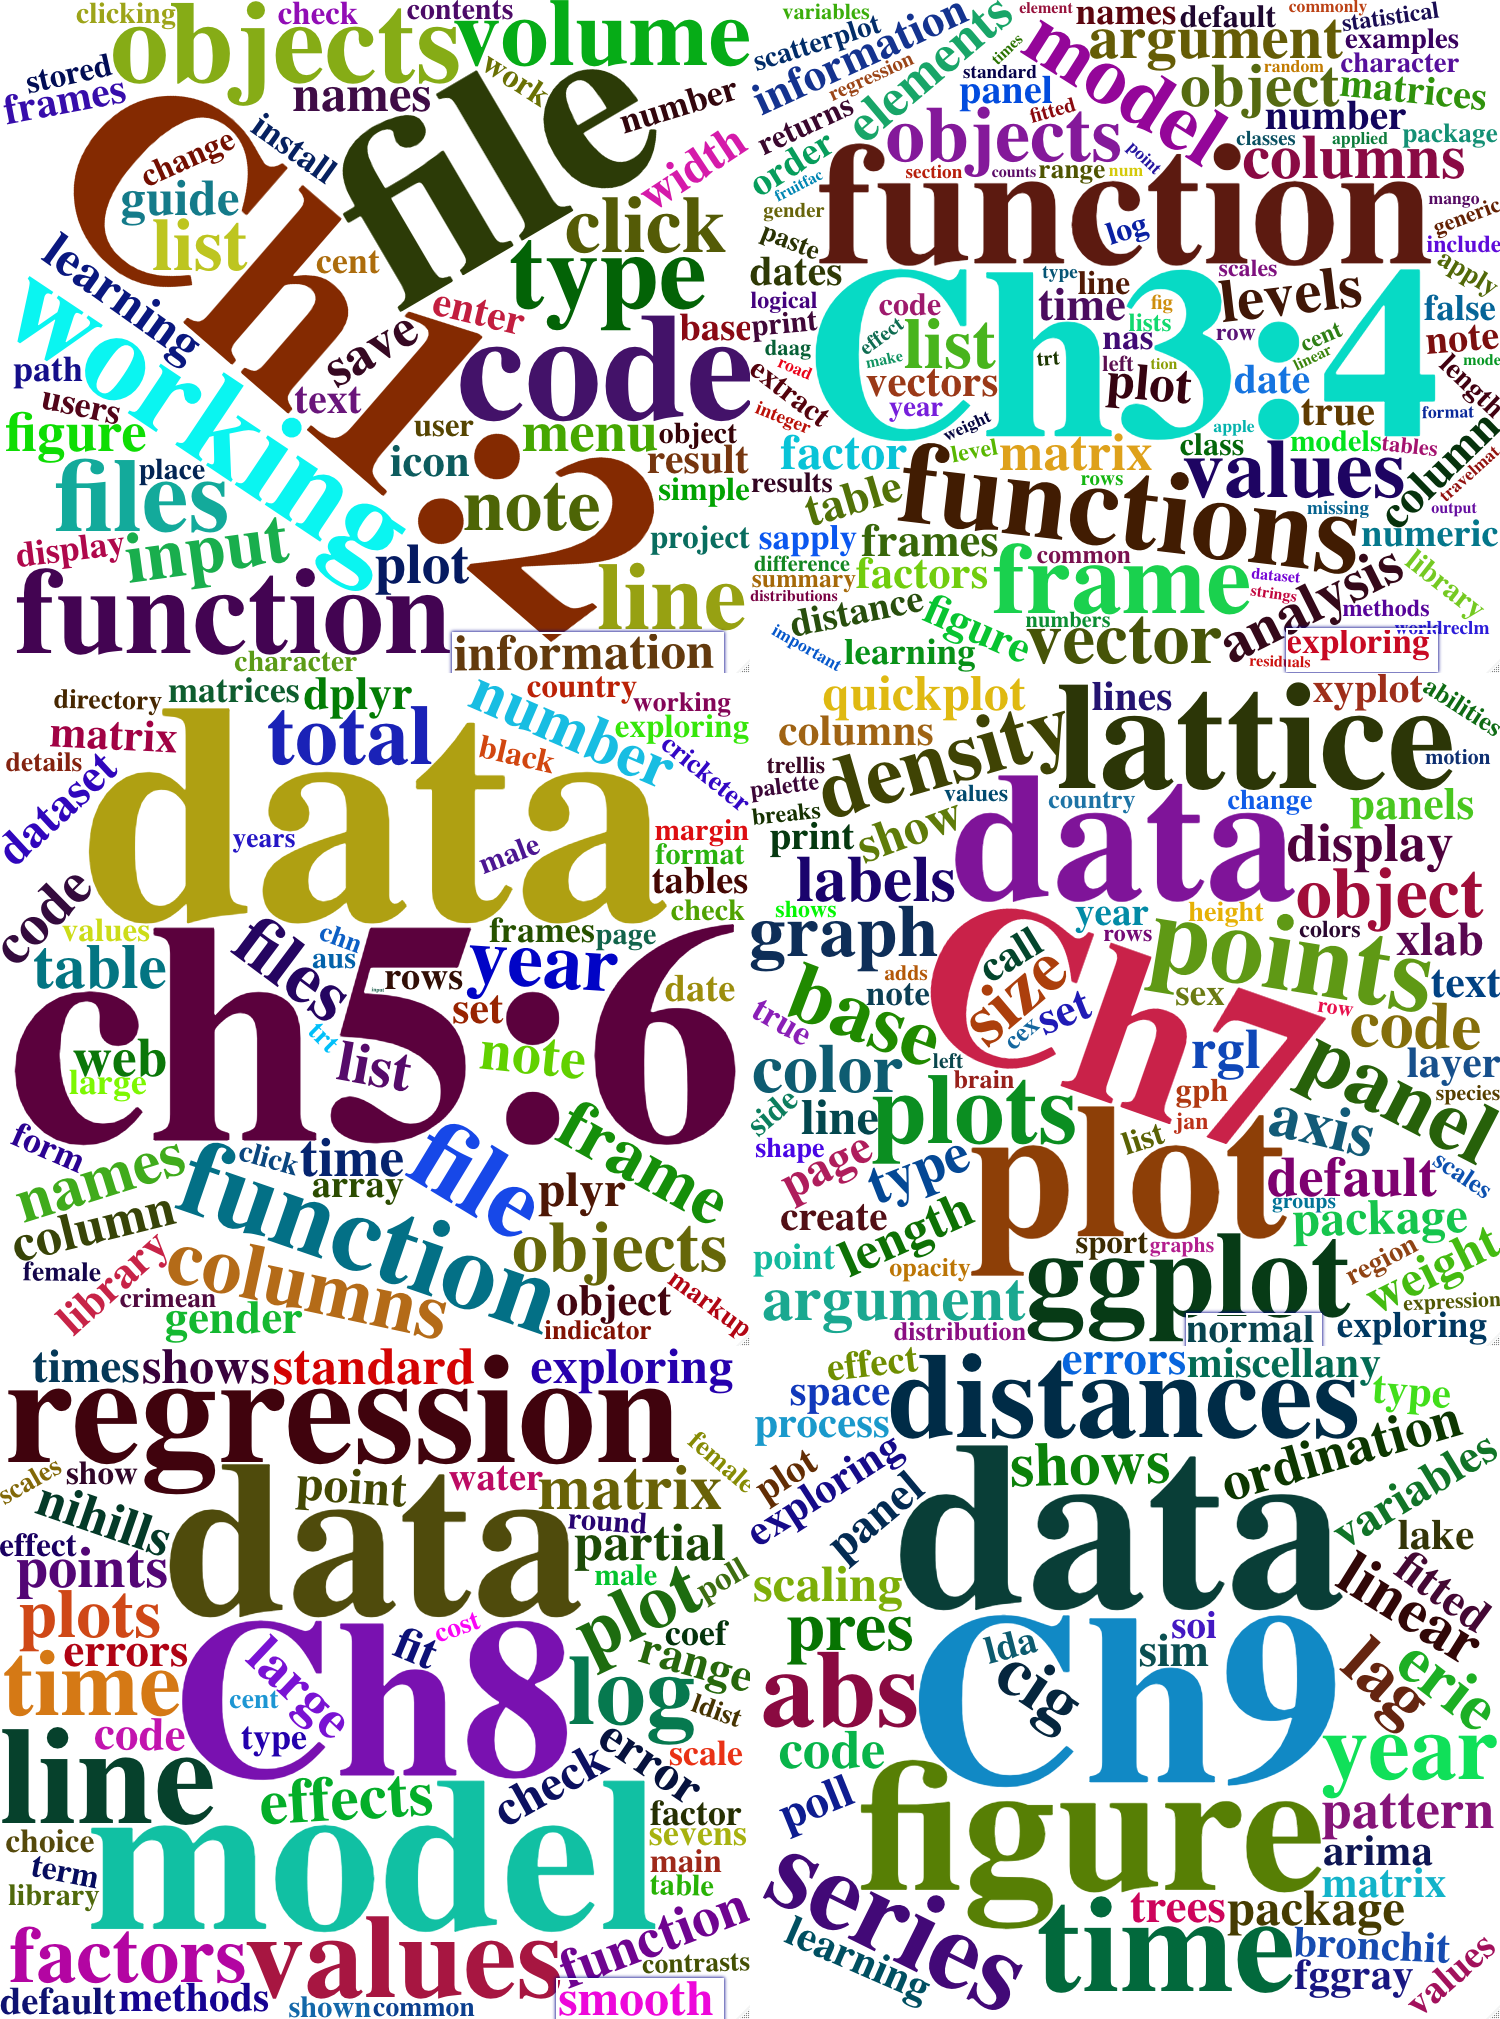 clicking
check
contents
objects
volume
stored
frames
names
work
number
file
Ch1:2
change
install
guide
list
cent
width
click
type
learning
working
enter
save
base
code
path
users
text
figure
user
menu
object
icon
result
files
place
note
simple
display
input
plot
project
function
line
character
information
variables
element
names
default
commonly
statistical
scatterplot
information
elements
times
model
argument
examples
regression
standard
random
character
panel
object
matrices
returns
fitted
number
order
objects
point
classes
applied
package
columns
section
counts
range
num
fruitfac
function
gender
mango
generic
paste
log
include
dates
type
line
scales
apply
logical
code
time
fig
levels
false
print
effect
list
lists
nas
row
cent
note
daag
make
trt
left
tion
linear
mode
road
extract
vectors
plot
date
length
Ch3:4
year
true
format
integer
weight
apple
column
factor
level
matrix
class
models
tables
results
rows
values
travelmat
table
functions
missing
output
sapply
frames
common
numeric
difference
summary
factors
frame
dataset
library
distributions
strings
analysis
distance
figure
numbers
methods
important
learning
vector
worldreclm
exploring
residuals
directory
matrices
dplyr
country
working
number
matrix
total
exploring
details
black
cricketer
dataset
data
years
male
margin
format
tables
code
check
values
files
chn
frames
page
table
aus
rows
year
date
set
ch5:6
trt
web
list
note
large
form
click
time
file
frame
names
array
plyr
column
function
objects
female
library
columns
crimean
object
markup
gender
indicator
quickplot
lattice
lines
xyplot
abilities
columns
density
motion
trellis
palette
values
country
change
panels
breaks
print
show
data
display
labels
object
shows
year
height
graph
rows
colors
xlab
call
points
adds
size
text
base
note
sex
row
true
cex
set
code
Ch7
color
left
rgl
panel
layer
brain
gph
species
side
line
plots
jan
axis
shape
list
page
type
plot
default
scales
groups
create
length
package
sport
graphs
point
opacity
region
weight
argument
ggplot
expression
distribution
normal
exploring
times
shows
standard
exploring
regression
female
scales
show
point
water
matrix
nihills
data
round
effect
partial
points
male
poll
plots
plot
cost
coef
errors
fit
range
time
large
log
Ch8
cent
ldist
code
type
error
scale
line
check
effects
factor
choice
model
sevens
term
main
library
table
function
factors
values
contrasts
default
methods
shown
common
smooth
effect
errors
miscellany
space
distances
type
process
ordination
plot
exploring
shows
panel
data
variables
lake
scaling
fitted
linear
pres
soi
lda
sim
abs
cig
lag
erie
Ch9
code
year
poll
figure
pattern
arima
series
matrix
trees
package
learning
time
bronchit
fggray
values